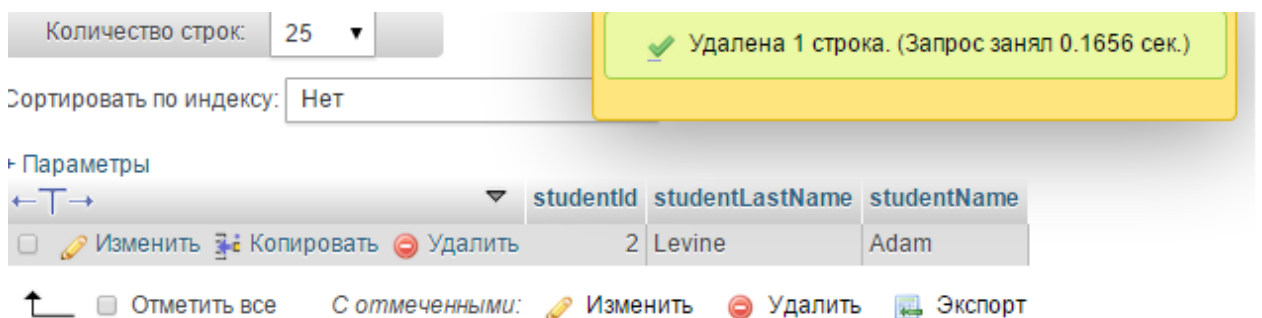 Количество строк: 25
Удалена 1 строка. (Запрос занял 0.1656 сек.)
Сортировать по индексу: Нет
+ Параметры
←T→ studentId studentLastName studentName
Изменить Копировать Удалить 2 Levine Adam
Отметить все С отмеченными: Изменить Удалить Экспорт